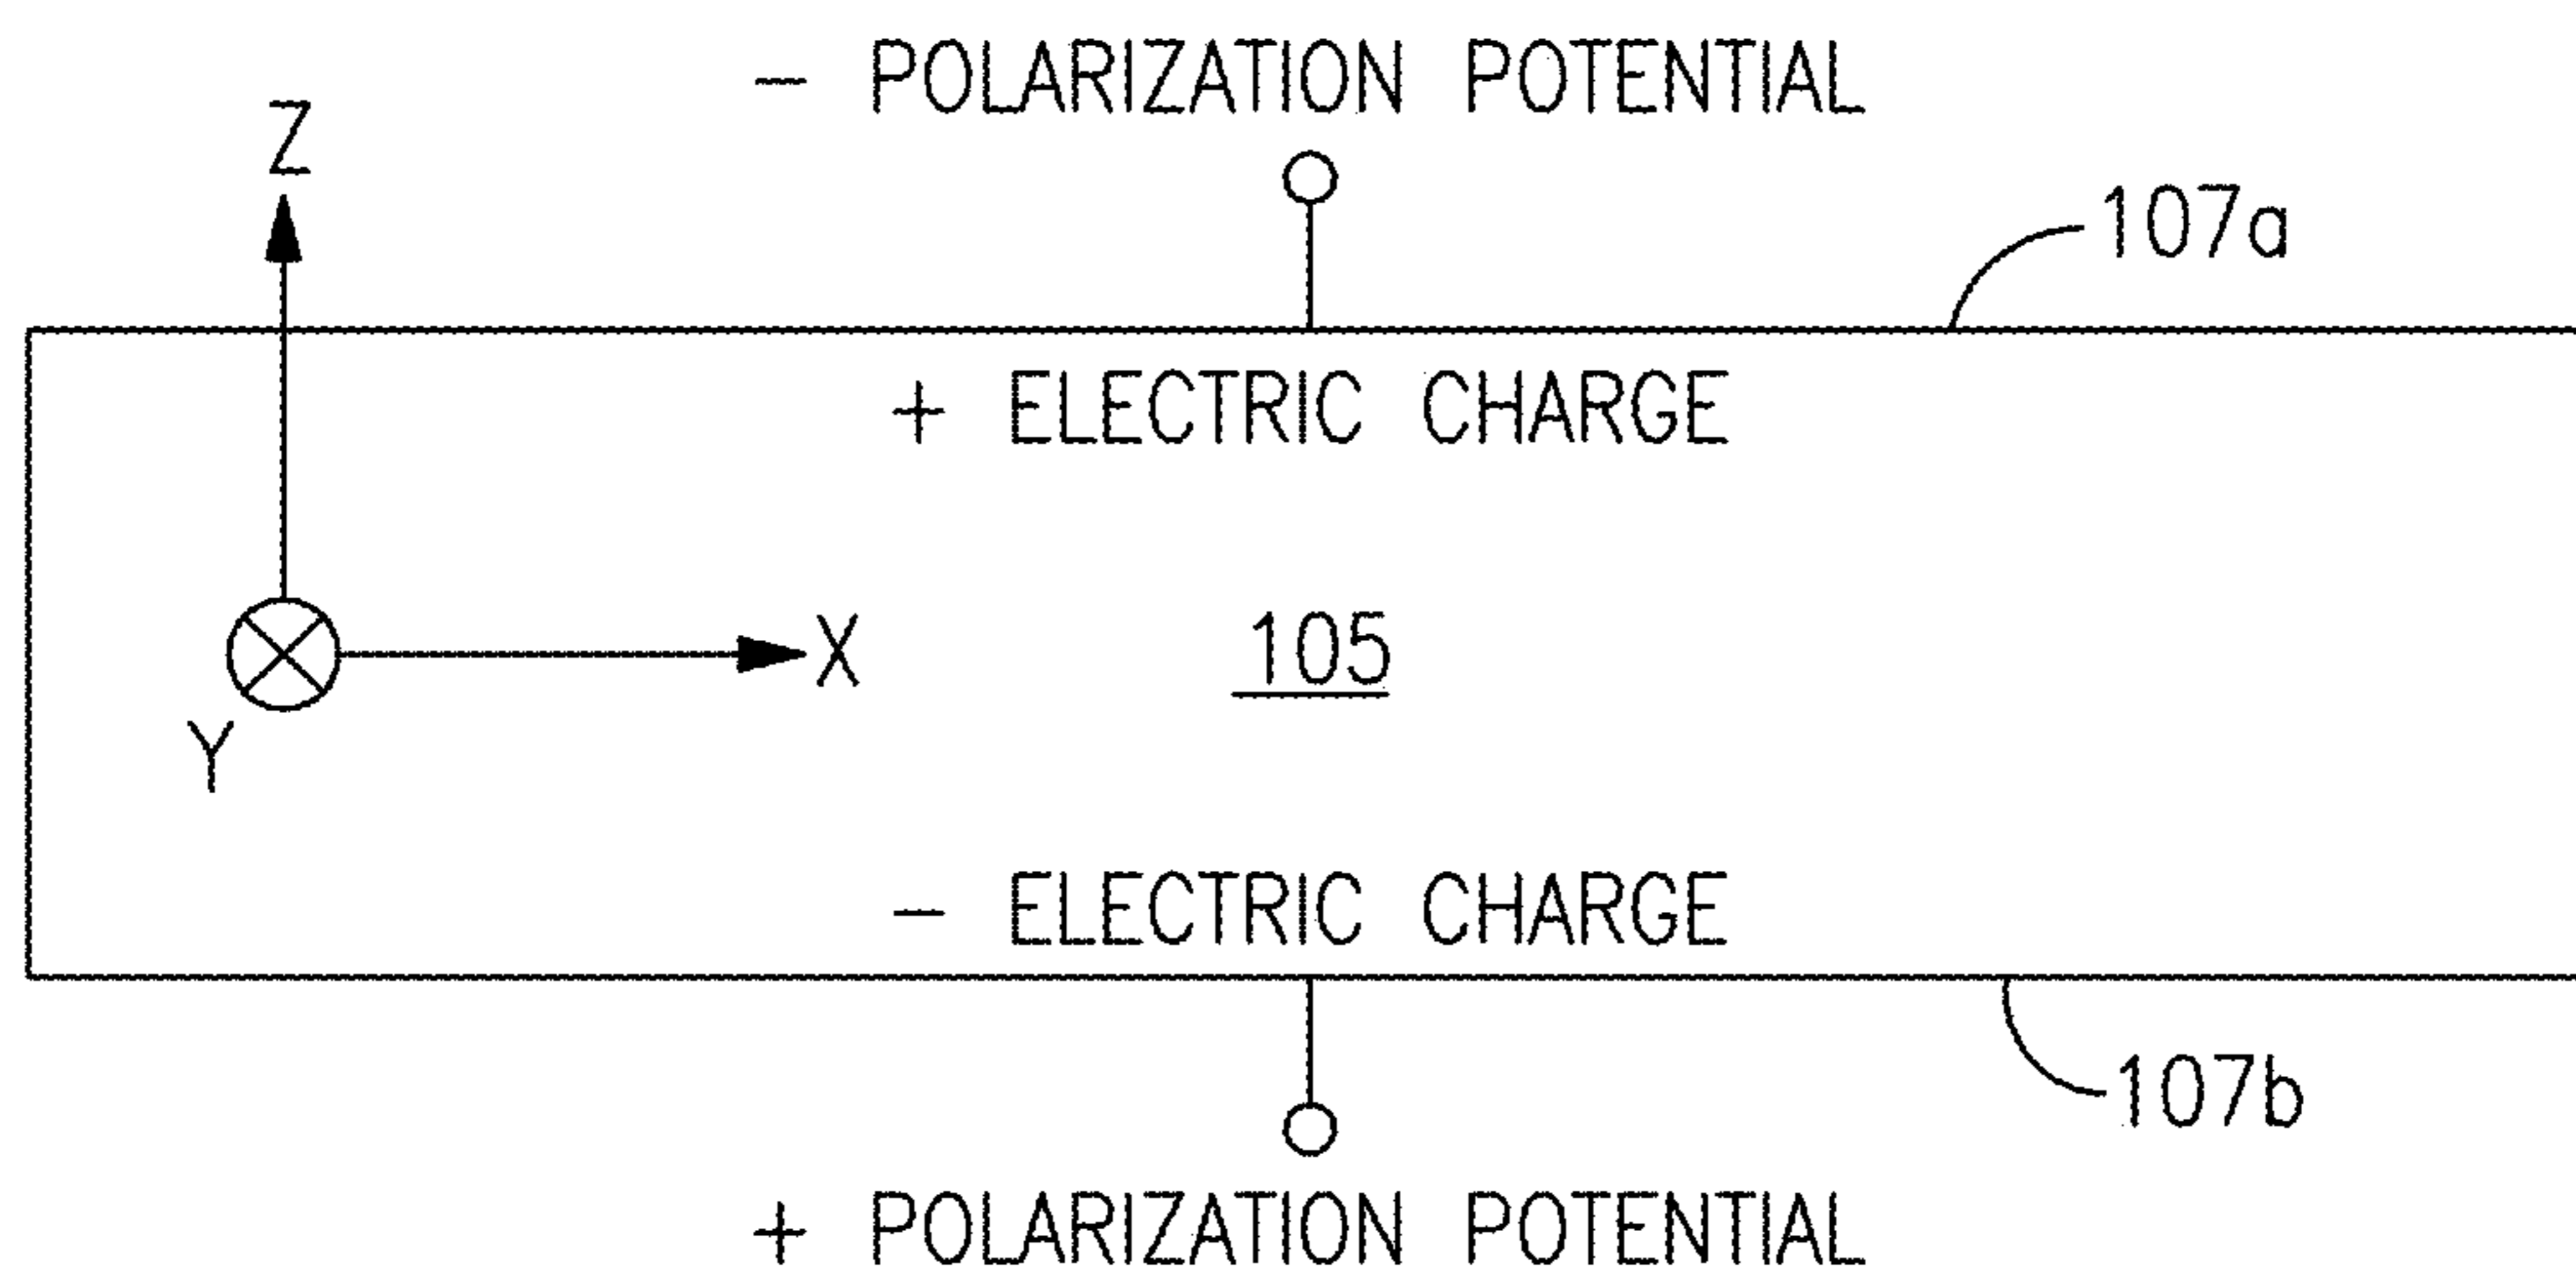 - POLARIZATION POTENTIAL
Z
107a
+ ELECTRIC CHARGE
X
105
Y
- ELECTRIC CHARGE
107b
+ POLARIZATION POTENTIAL